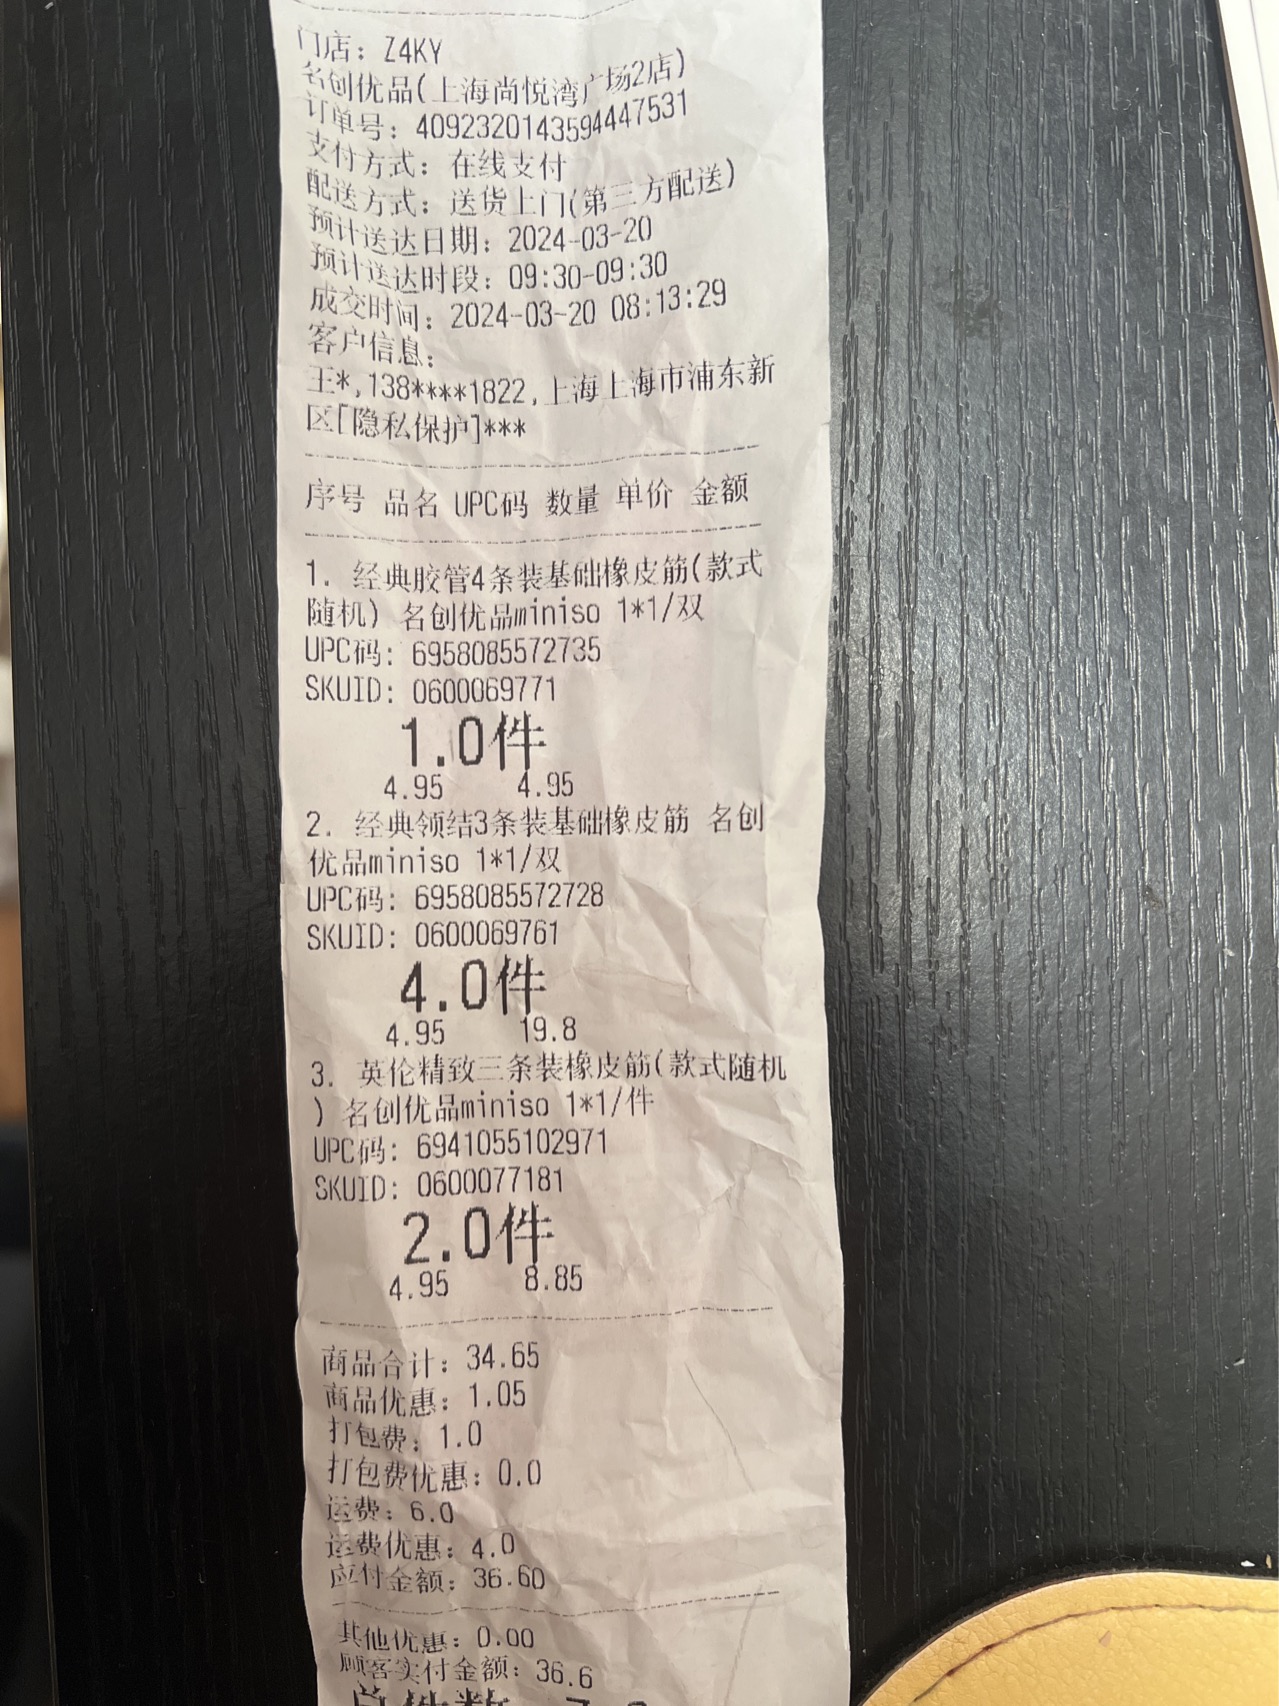 门店：Z4KY
名创优品(上海尚悦湾广场2店)
订单号：4092320143594447531
支付方式：在线支付
配送方式：送货上门(第三方配送)
预计送达日期：2024-03-20
预计送达时段：09:30-09:30
成交时间：2024-03-20 08:13:29
客户信息：
王*,138****1822,上海上海市浦东新
区[隐私保护]***
序号 品名 UPC码 数量 单价 金额
1. 经典胶管4条装基础橡皮筋(款式
随机) 名创优品miniso 1*1/双
UPC码: 6958085572735
SKUID: 0600069771
1.0件
4.95 4.95
2. 经典领结3条装基础橡皮筋 名创
优品miniso 1*1/双
UPC码: 6958085572728
SKUID: 0600069761
4.0件
4.95 19.8
3. 英伦精致三条装橡皮筋(款式随机
) 名创优品miniso 1*1/件
UPC码: 6941055102971
SKUID: 0600077181
2.0件
4.95 8.85
商品合计：34.65
商品优惠：1.05
打包费：1.0
打包费优惠：0.0
运费：6.0
运费优惠：4.0
应付金额：36.60
其他优惠：0.00
顾客实付金额：36.6